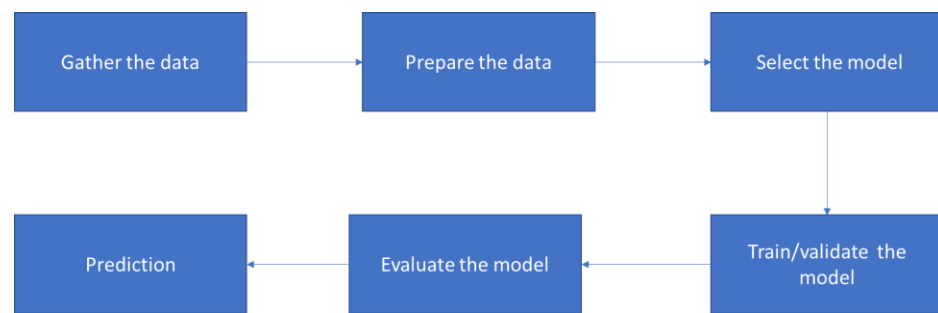 Gather the data
Prepare the data
Select the model
Train/validate the
model
Evaluate the model
Prediction